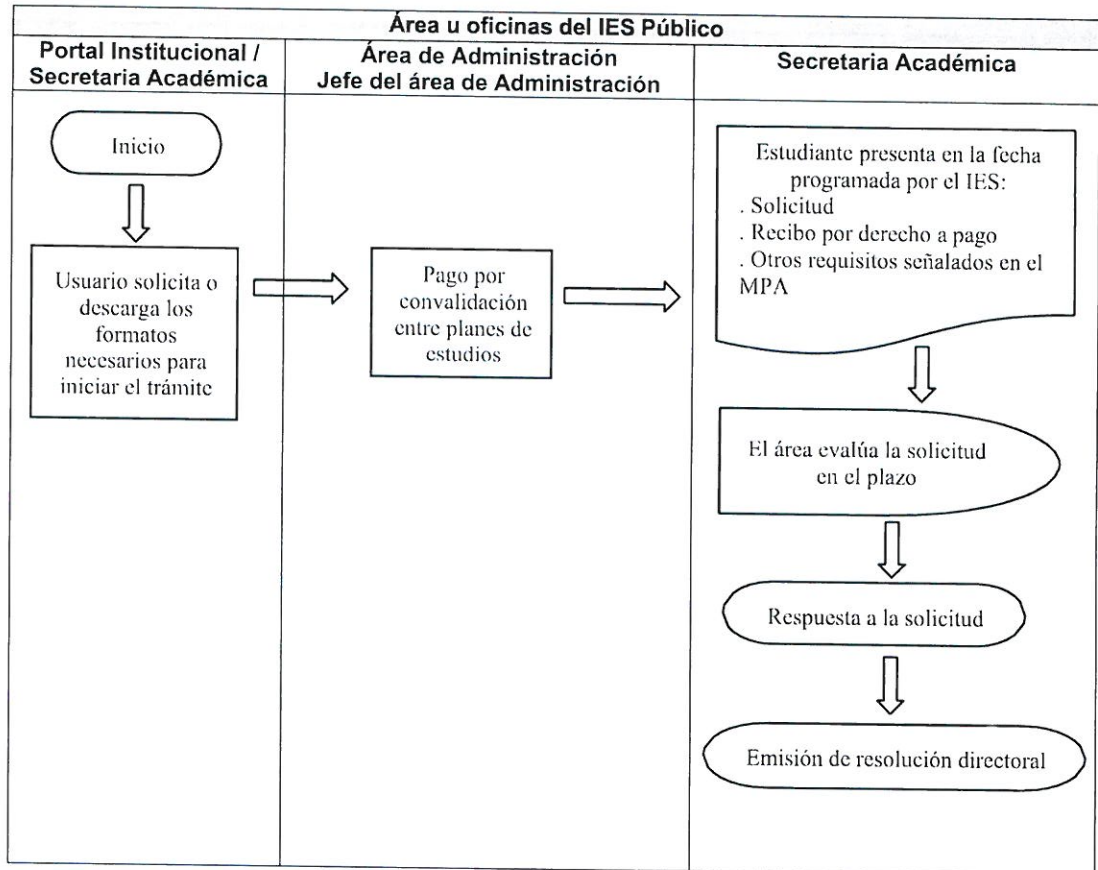 Área u oficinas del IES Público
Portal Institucional /
Secretaria Académica
Área de Administración
Jefe del área de Administración
Secretaria Académica
Inicio
Usuario solicita o
descarga los
formatos
necesarios para
iniciar el trámite
Pago por
convalidación
entre planes de
estudios
Estudiante presenta en la fecha
programada por el IES:
. Solicitud
. Recibo por derecho a pago
. Otros requisitos señalados en el
MPA
El área evalúa la solicitud
en el plazo
Respuesta a la solicitud
Emisión de resolución directoral